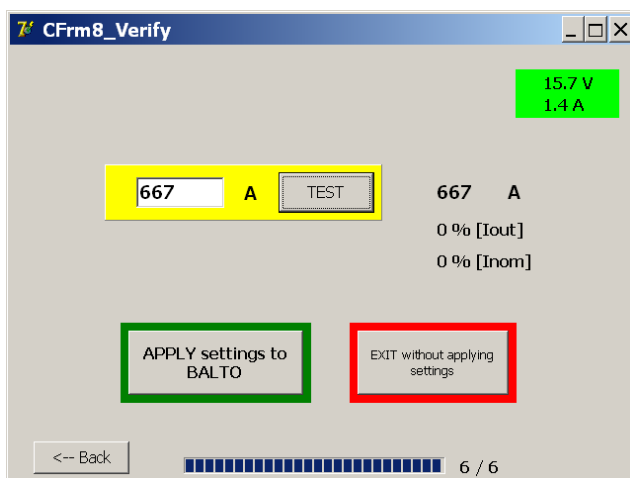 CFrm8_Verify
15.7 V
1.4 A
667 A TEST 667 A
0 % [Iout]
0 % [Inom]
APPLY settings to
BALTO
EXIT without applying
settings
<-- Back
6 / 6